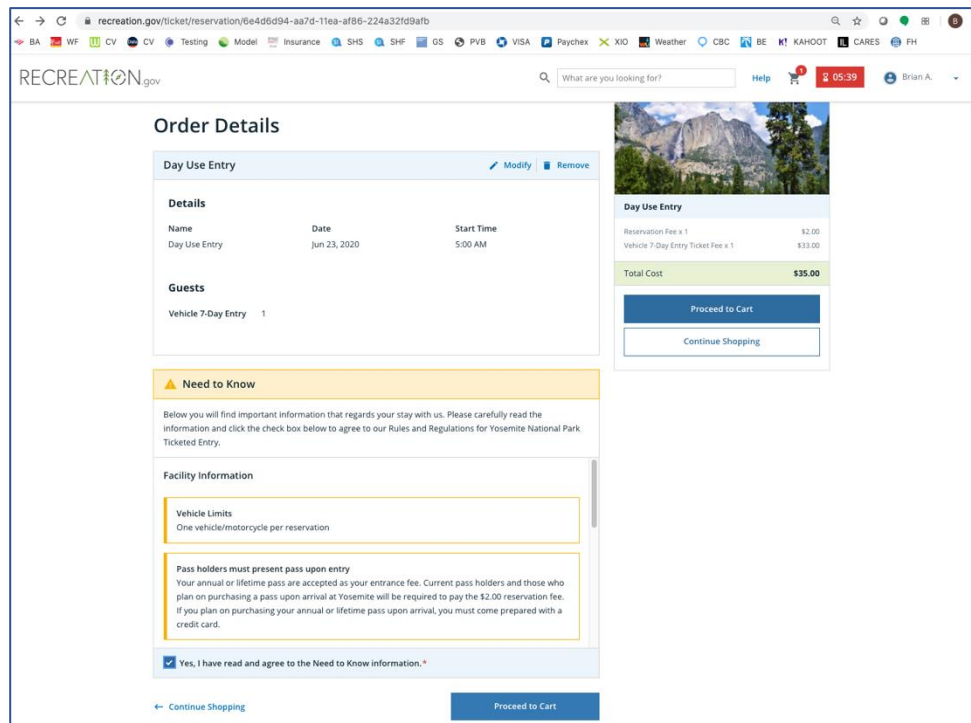 recreation.gov/ticket/reservation/6e4d6d94-aa7d-11ea-af86-224a32fd9afb
BA WF CV CV Testing Model Insurance SHS SHF GS PVB VISA Paychex XIO Weather CBC BE K! KAHOOT CARES FH
RECREATION.gov What are you looking for? Help 1 05:39 Brian A.
Order Details
Day Use Entry Modify Remove
Details
Name Date Start Time
Day Use Entry Jun 23, 2020 5:00 AM
Guests
Vehicle 7-Day Entry 1
Day Use Entry
Reservation Fee x 1 $2.00
Vehicle 7-Day Entry Ticket Fee x 1 $33.00
Total Cost $35.00
Proceed to Cart
Continue Shopping
Need to Know
Below you will find important information that regards your stay with us. Please carefully read the
information and click the check box below to agree to our Rules and Regulations for Yosemite National Park
Ticketed Entry.
Facility Information
Vehicle Limits
One vehicle/motorcycle per reservation
Pass holders must present pass upon entry
Your annual or lifetime pass are accepted as your entrance fee. Current pass holders and those who
plan on purchasing a pass upon arrival at Yosemite will be required to pay the $2.00 reservation fee.
If you plan on purchasing your annual or lifetime pass upon arrival, you must come prepared with a
credit card.
Yes, I have read and agree to the Need to Know information.*
← Continue Shopping Proceed to Cart